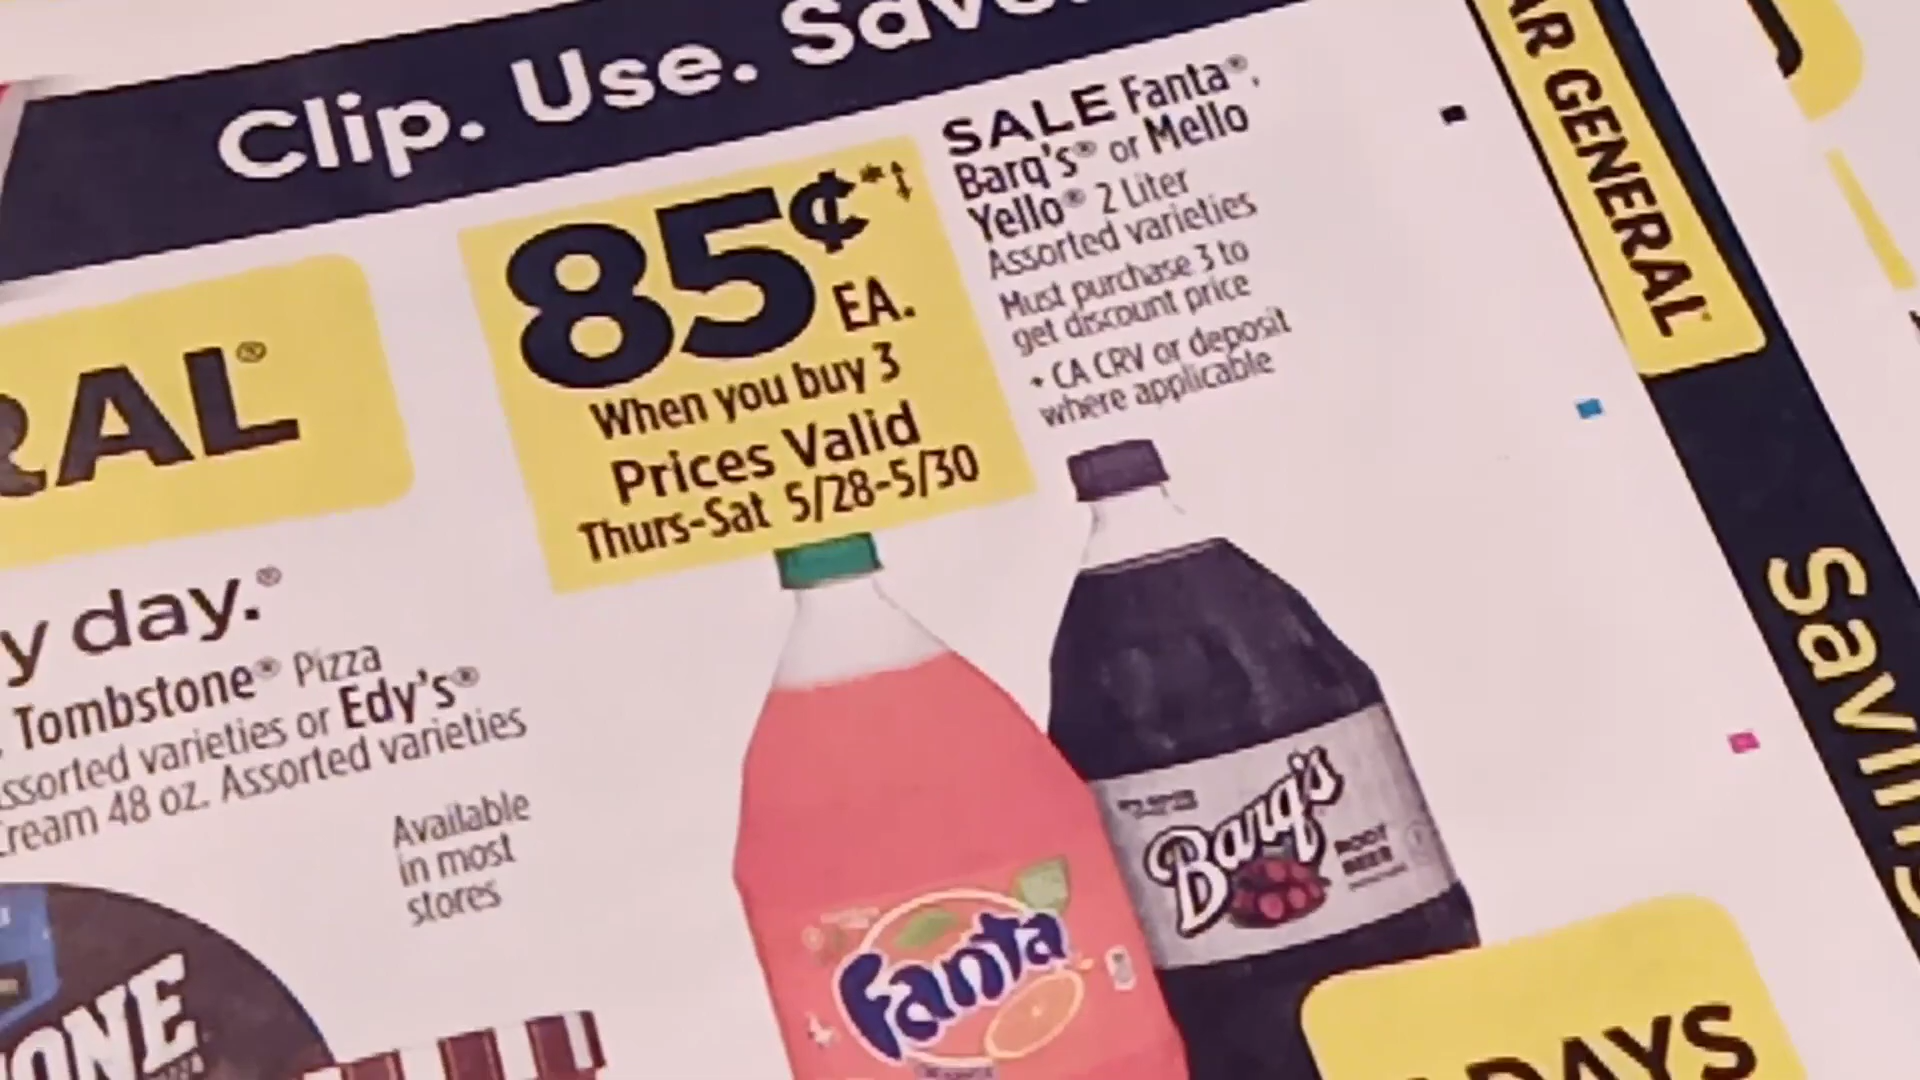 Clip. Use. Save.
85¢*‡
EA.
When you buy 3
Prices Valid
Thurs-Sat 5/28-5/30
SALE Fanta®,
Barq's® or Mello
Yello® 2 Liter
Assorted varieties
Must purchase 3 to
get discount price
+ CA CRV or deposit
where applicable
RAL®
y day.®
Tombstone® Pizza
ssorted varieties or Edy's®
Cream 48 oz. Assorted varieties
Available
in most
stores
ONE
Fanta
Barq's
ROOT
BEER
AR GENERAL®
Savings
DAYS